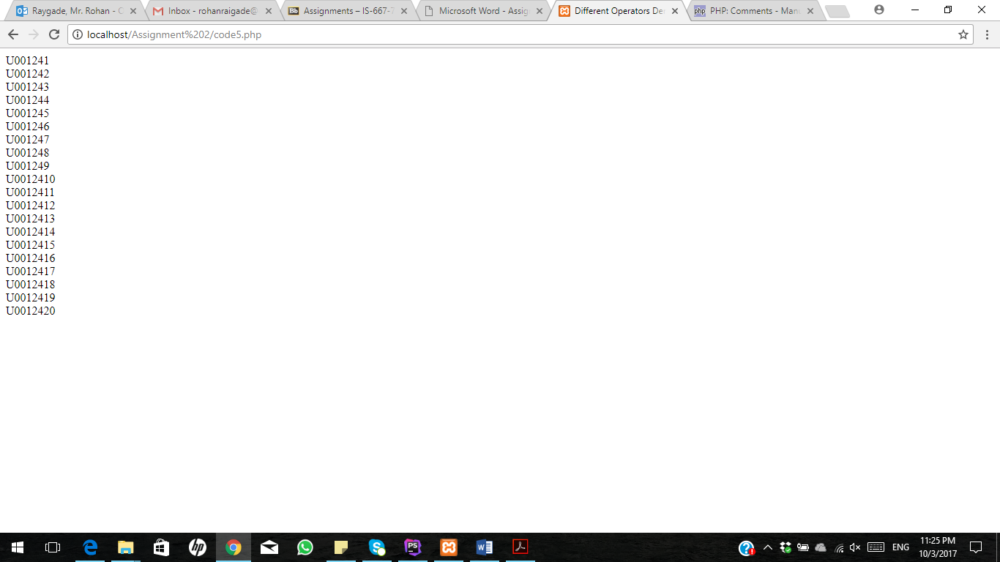 Raygade, Mr. Rohan - C
Inbox - rohanraigade@
Assignments – IS-667-7
Microsoft Word - Assig
Different Operators De
PHP: Comments - Man
localhost/Assignment%202/code5.php
U001241
U001242
U001243
U001244
U001245
U001246
U001247
U001248
U001249
U0012410
U0012411
U0012412
U0012413
U0012414
U0012415
U0012416
U0012417
U0012418
U0012419
U0012420
ENG
11:25 PM
10/3/2017